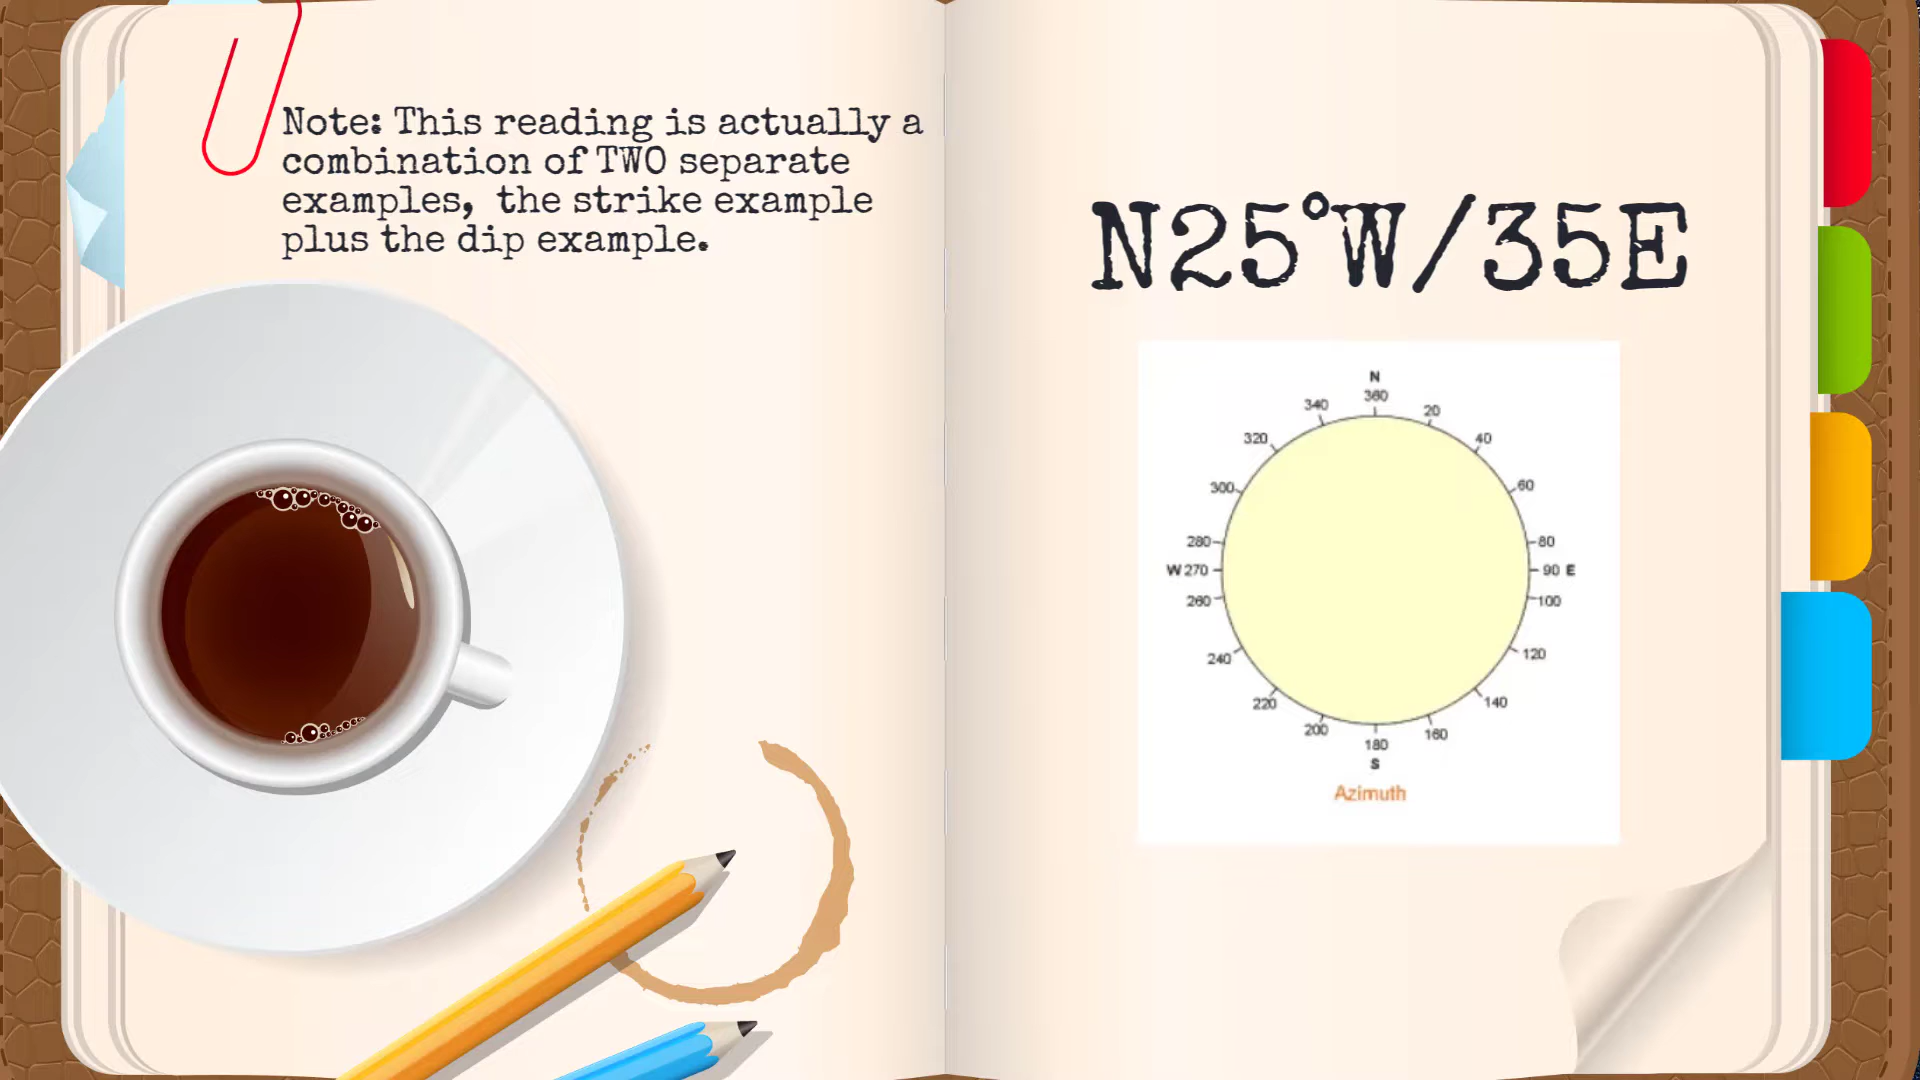 Note: This reading is actually a
combination of TWO separate
examples, the strike example
plus the dip example.
N25°W/35E
N
360
340
20
320
40
300
60
280
80
W 270
90 E
260
100
240
120
220
140
200
160
180
S
Azimuth